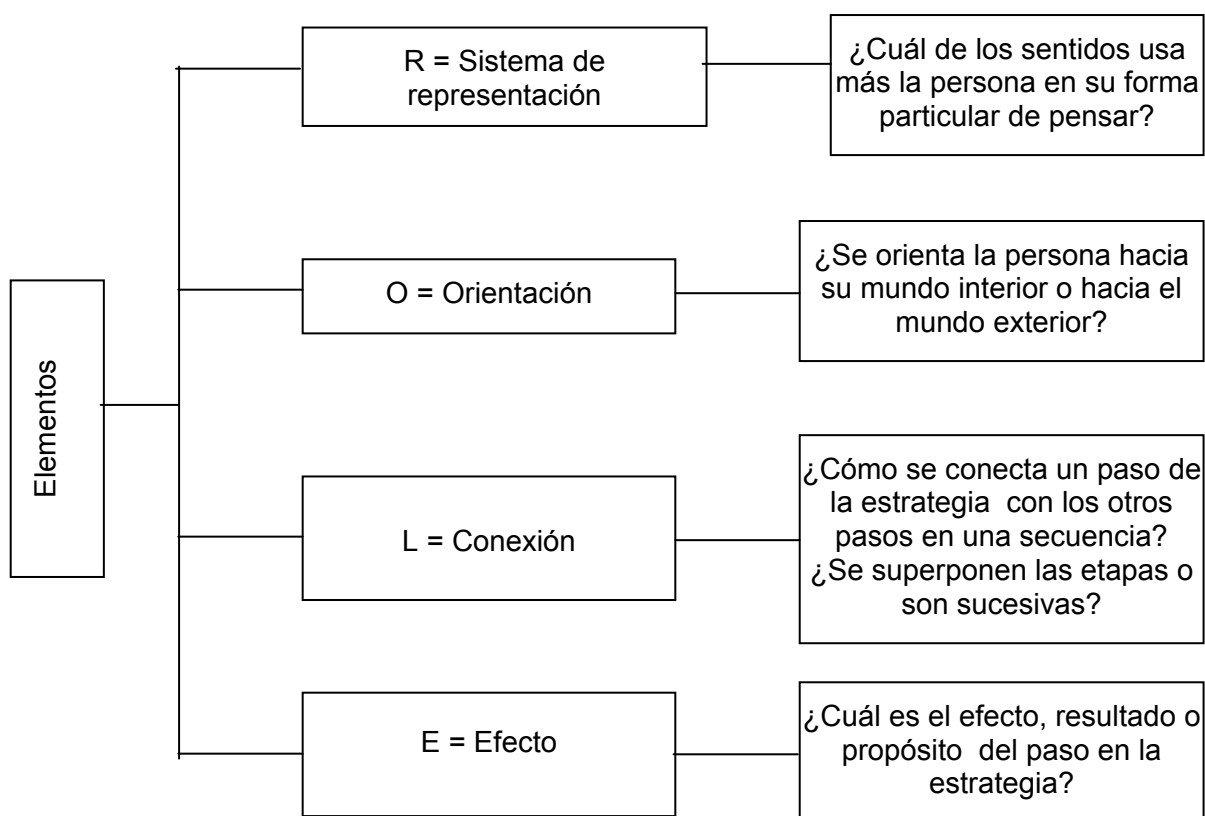 Elementos
R = Sistema de
representación
¿Cuál de los sentidos usa
más la persona en su forma
particular de pensar?
O = Orientación
¿Se orienta la persona hacia
su mundo interior o hacia el
mundo exterior?
L = Conexión
¿Cómo se conecta un paso de
la estrategia con los otros
pasos en una secuencia?
¿Se superponen las etapas o
son sucesivas?
E = Efecto
¿Cuál es el efecto, resultado o
propósito del paso en la
estrategia?